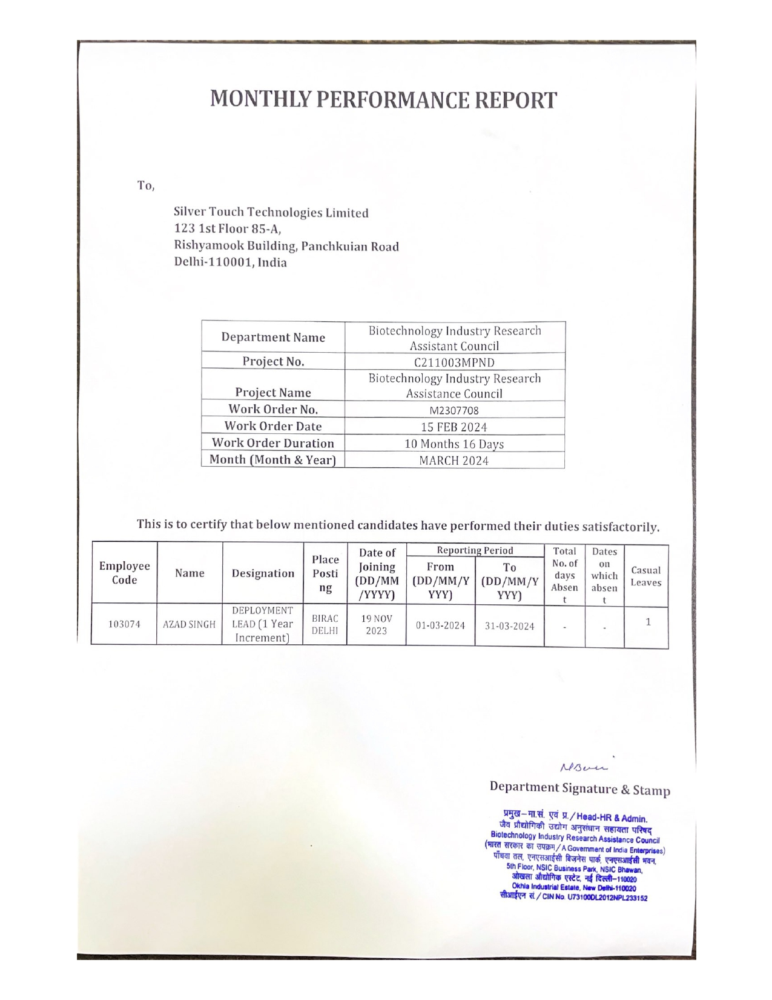 MONTHLY PERFORMANCE REPORT
To,
Silver Touch Technologies Limited
123 1st Floor 85-A,
Rishyamook Building, Panchkuian Road
Delhi-110001, India
Department Name
Biotechnology Industry Research
Assistant Council
Project No.
C211003MPND
Project Name
Biotechnology Industry Research
Assistance Council
Work Order No.
M2307708
Work Order Date
15 FEB 2024
Work Order Duration
10 Months 16 Days
Month (Month & Year)
MARCH 2024
This is to certify that below mentioned candidates have performed their duties satisfactorily.
Employee
Code
Name
Designation
Place
Posti
ng
Date of
Joining
(DD/MM
/YYYY)
Reporting Period
From
(DD/MM/Y
YYY)
To
(DD/MM/Y
YYY)
Total
No. of
days
Absen
t
Dates
on
which
absen
t
Casual
Leaves
103074
AZAD SINGH
DEPLOYMENT
LEAD (1 Year
Increment)
BIRAC
DELHI
19 NOV
2023
01-03-2024
31-03-2024
-
-
1
Department Signature & Stamp
प्रमुख–मा.सं. एवं प्र./Head-HR & Admin.
जैव प्रौद्योगिकी उद्योग अनुसंधान सहायता परिषद्
Biotechnology Industry Research Assistance Council
(भारत सरकार का उपक्रम/A Government of India Enterprises)
पाँचवा तल, एनएसआईसी बिजनेस पार्क, एनएसआईसी भवन,
5th Floor, NSIC Business Park, NSIC Bhawan,
ओखला औद्योगिक एस्टेट, नई दिल्ली–110020
Okhla Industrial Estate, New Delhi-110020
सीआईएन सं./CIN No. U73100DL2012NPL233152